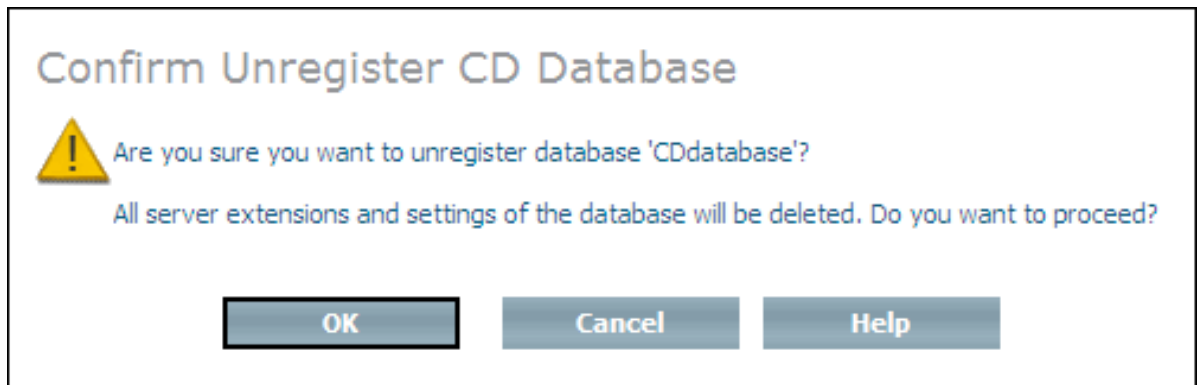 Confirm Unregister CD Database
Are you sure you want to unregister database 'CDdatabase'?
All server extensions and settings of the database will be deleted. Do you want to proceed?
OK Cancel Help